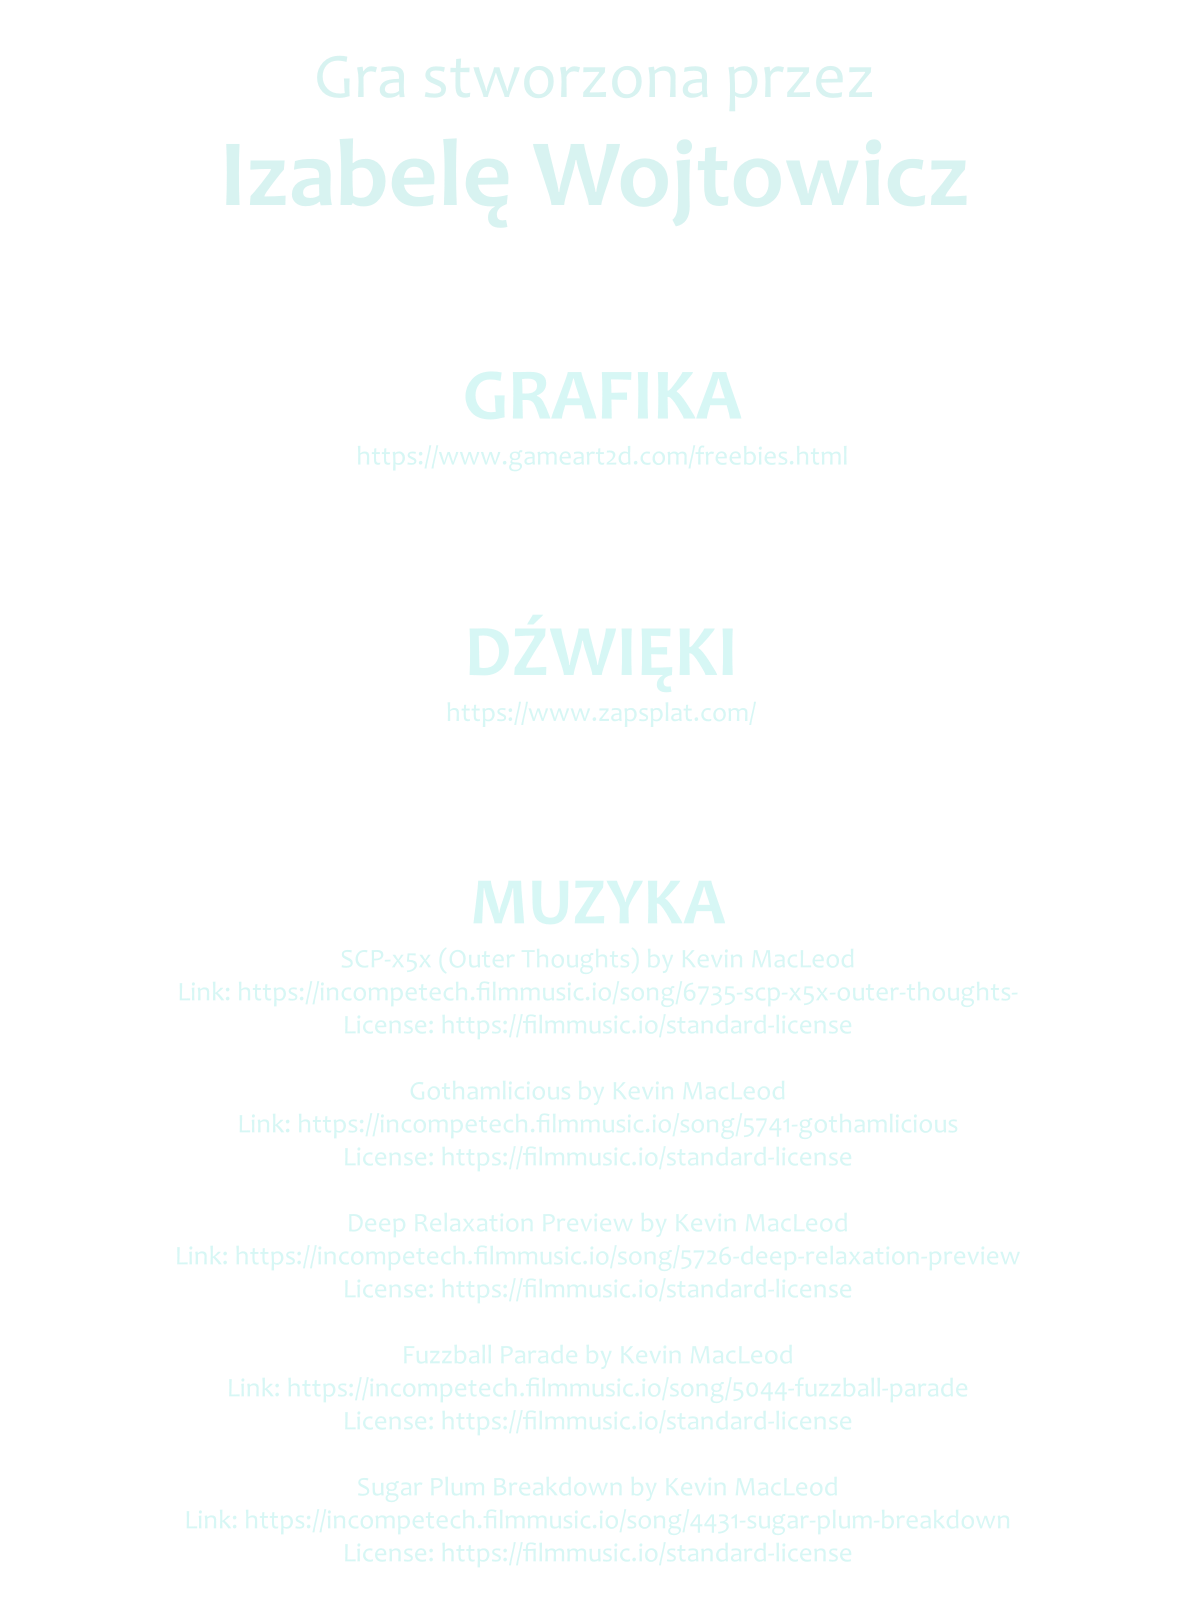 Gra stworzona przez
Izabelę Wojtowicz
GRAFIKA
https://www.gameart2d.com/freebies.html
DŹWIĘKI
https://www.zapsplat.com/
MUZYKA
SCP-x5x (Outer Thoughts) by Kevin MacLeod
Link: https://incompetech.filmmusic.io/song/6735-scp-x5x-outer-thoughts-
License: https://filmmusic.io/standard-license
Gothamlicious by Kevin MacLeod
Link: https://incompetech.filmmusic.io/song/5741-gothamlicious
License: https://filmmusic.io/standard-license
Deep Relaxation Preview by Kevin MacLeod
Link: https://incompetech.filmmusic.io/song/5726-deep-relaxation-preview
License: https://filmmusic.io/standard-license
Fuzzball Parade by Kevin MacLeod
Link: https://incompetech.filmmusic.io/song/5044-fuzzball-parade
License: https://filmmusic.io/standard-license
Sugar Plum Breakdown by Kevin MacLeod
Link: https://incompetech.filmmusic.io/song/4431-sugar-plum-breakdown
License: https://filmmusic.io/standard-license